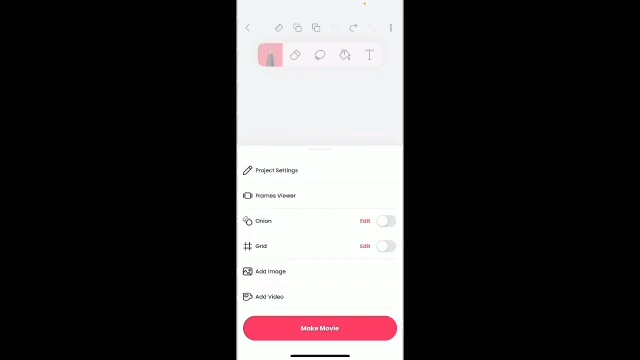 T
Project Settings
Frames Viewer
Onion Edit
Grid Edit
Add Image
Add Video
Make Movie